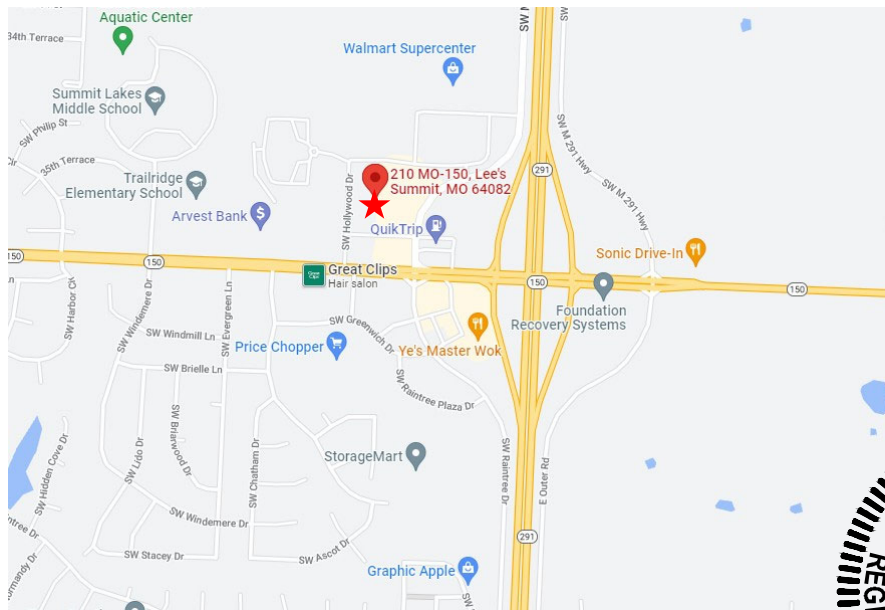 Aquatic Center
34th Terrace
SW M
Walmart Supercenter
Summit Lakes
Middle School
SW Philip St
35th Terrace
Cir
Trailridge
Elementary School
Arvest Bank
SW Hollywood Dr
210 MO-150, Lee's
Summit, MO 64082
QuikTrip
291
SW M 291 Hwy
SW M 291 Hwy
Sonic Drive-In
150
150
Great Clips
Hair salon
150
150
Foundation
Recovery Systems
SW Harbor Cir
SW Windemere Dr
SW Evergreen Ln
SW Windmill Ln
SW Greenwich Dr
Price Chopper
Ye's Master Wok
SW Brielle Ln
SW Raintree Plaza Dr
SW Hidden Cove Dr
SW Lido Dr
SW Briarwood Dr
SW Chatham Dr
StorageMart
SW Raintree Dr
E Outer Rd
SW Windemere Dr
SW Stacey Dr
SW Ascot Dr
291
Graphic Apple
REG